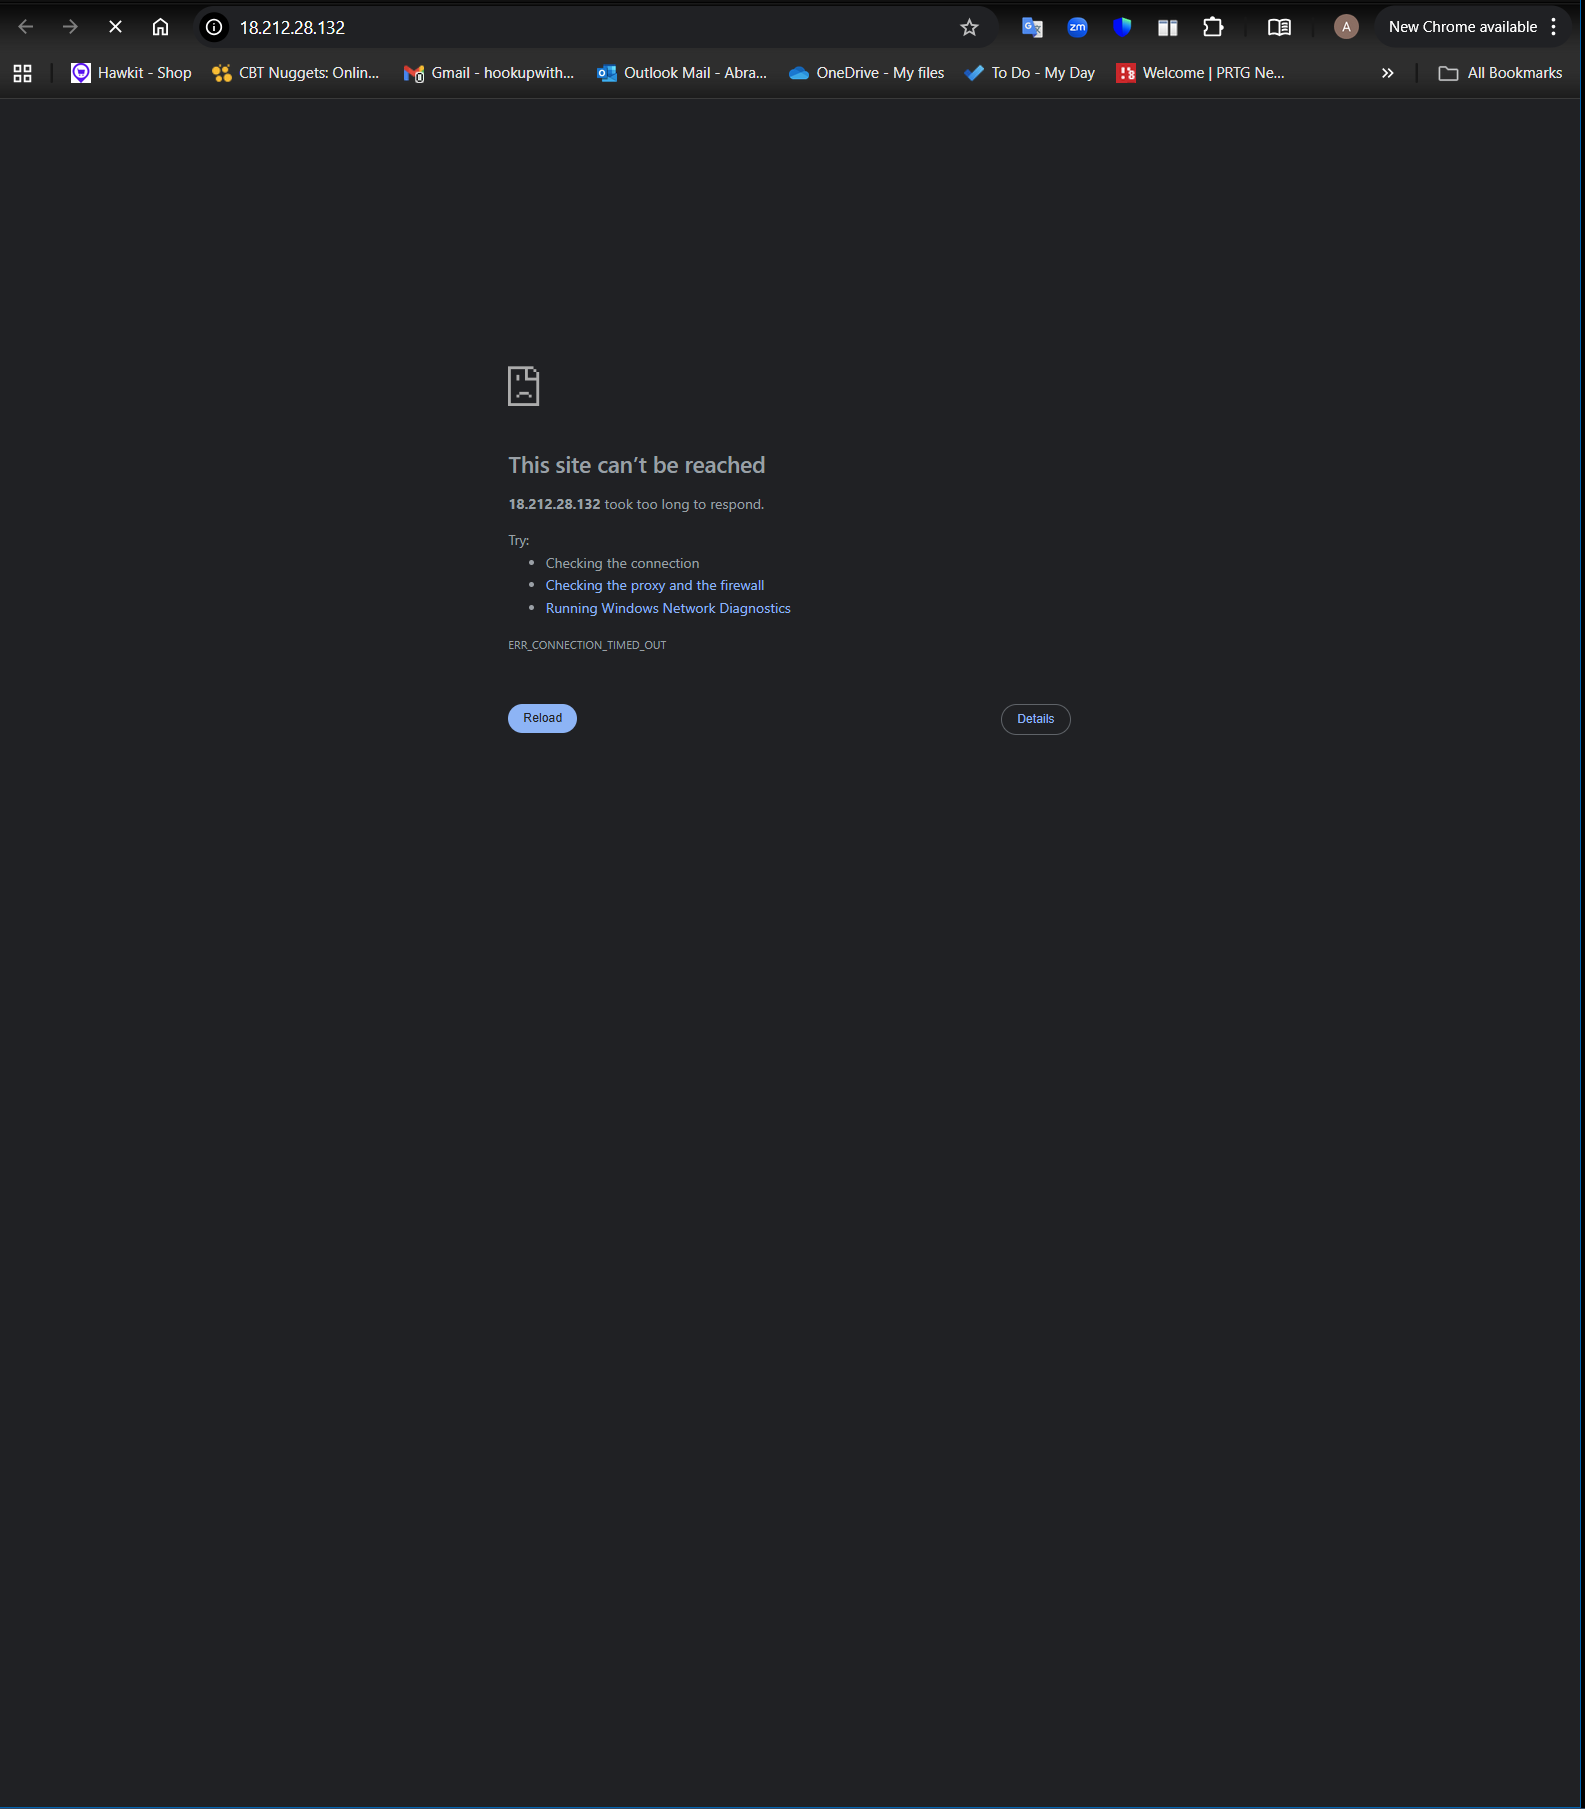 18.212.28.132
New Chrome available
A
zm
Hawkit - Shop
CBT Nuggets: Onlin...
Gmail - hookupwith...
Outlook Mail - Abra...
OneDrive - My files
To Do - My Day
Welcome | PRTG Ne...
All Bookmarks
This site can’t be reached
18.212.28.132 took too long to respond.
Try:
Checking the connection
Checking the proxy and the firewall
Running Windows Network Diagnostics
ERR_CONNECTION_TIMED_OUT
Reload
Details